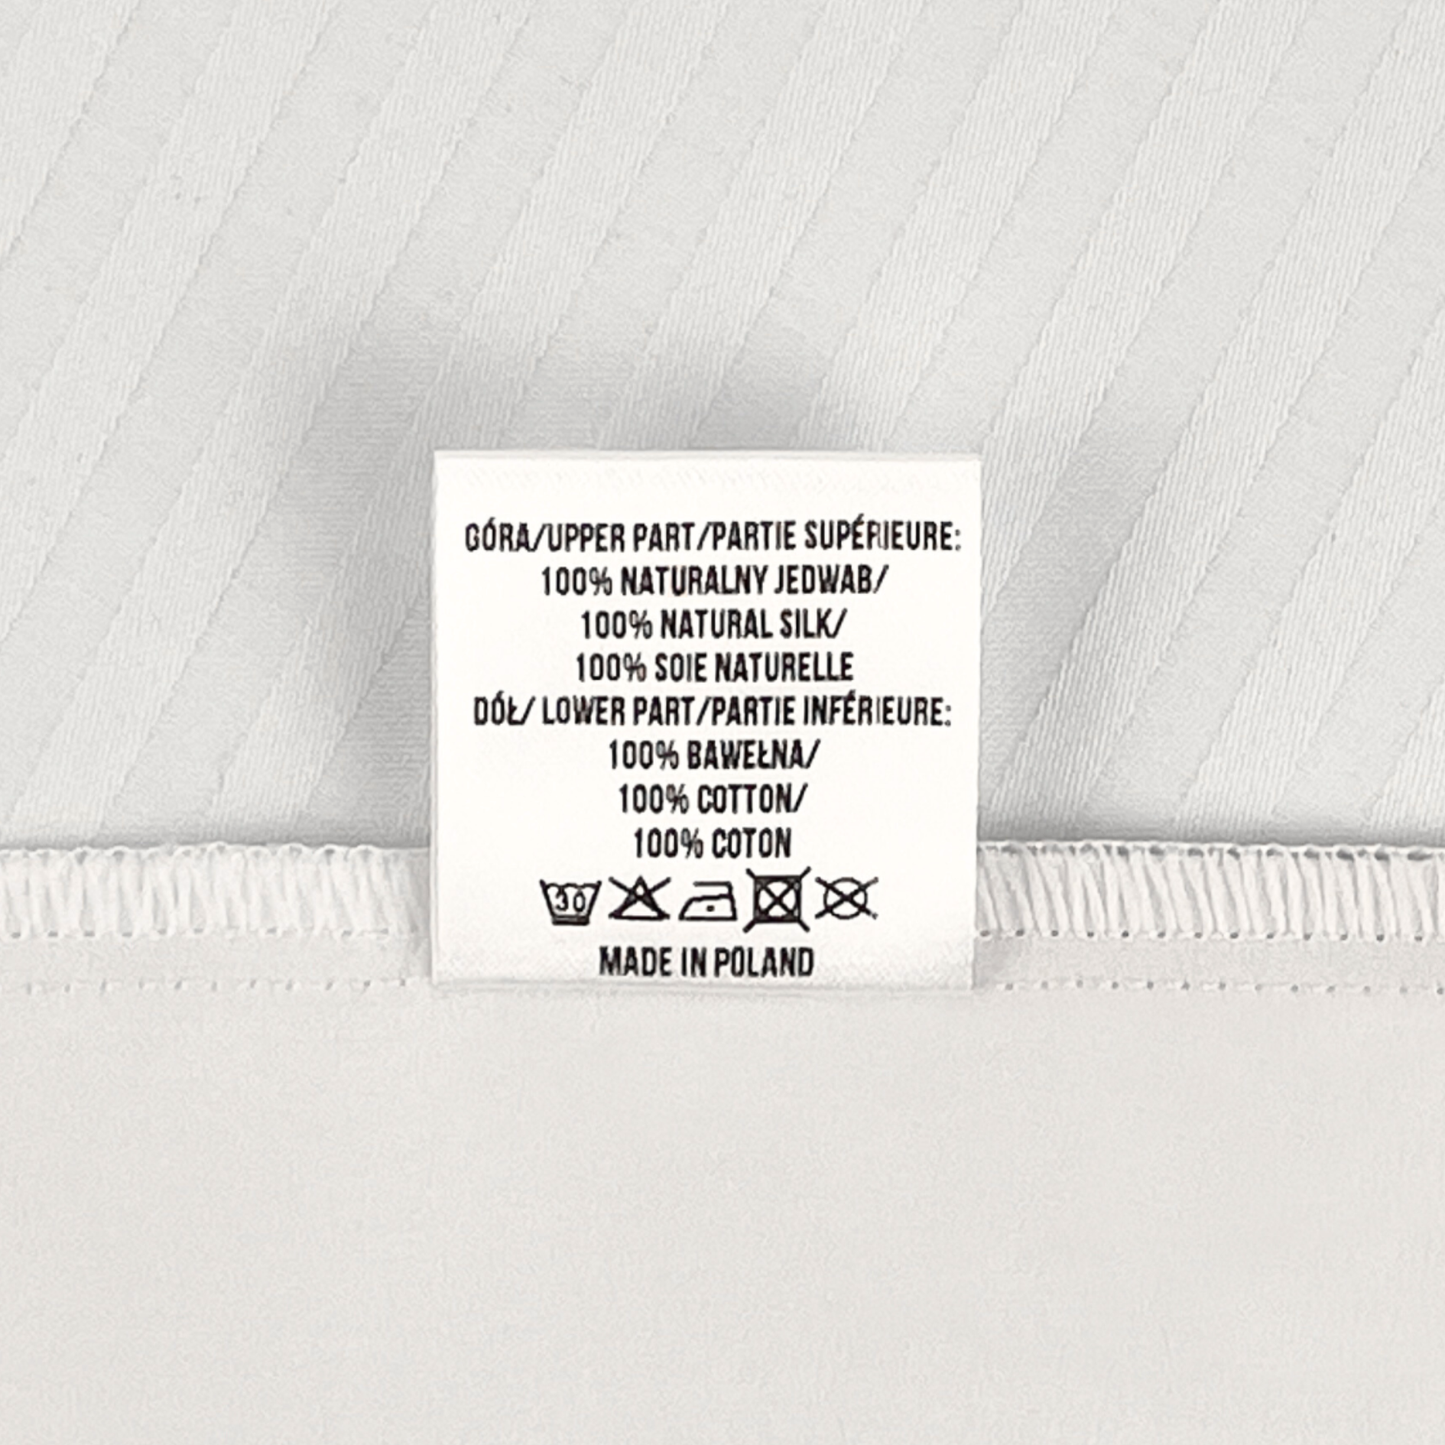 GÓRA/UPPER PART/PARTIE SUPÉRIEURE:
100% NATURALNY JEDWAB/
100% NATURAL SILK/
100% SOIE NATURELLE
DÓŁ/ LOWER PART/PARTIE INFÉRIEURE:
100% BAWEŁNA/
100% COTTON/
100% COTON
30
MADE IN POLAND